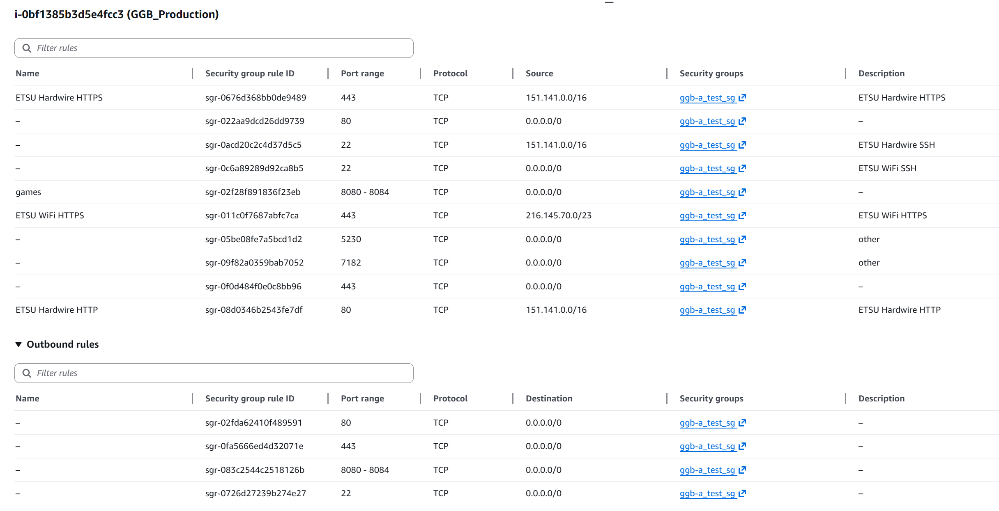 i-0bf1385b3d5e4fcc3 (GGB_Production)
Filter rules
Name Security group rule ID Port range Protocol Source Security groups Description
ETSU Hardwire HTTPS sgr-0676d368bb0de9489 443 TCP 151.141.0.0/16 ggb-a_test_sg ETSU Hardwire HTTPS
– sgr-022aa9dcd26dd9739 80 TCP 0.0.0.0/0 ggb-a_test_sg –
– sgr-0acd20c2c4d37d5c5 22 TCP 151.141.0.0/16 ggb-a_test_sg ETSU Hardwire SSH
– sgr-0c6a89289d92ca8b5 22 TCP 0.0.0.0/0 ggb-a_test_sg ETSU WiFi SSH
games sgr-02f28f891836f23eb 8080 - 8084 TCP 0.0.0.0/0 ggb-a_test_sg –
ETSU WiFi HTTPS sgr-011c0f7687abfc7ca 443 TCP 216.145.70.0/23 ggb-a_test_sg ETSU WiFi HTTPS
– sgr-05be08fe7a5bcd1d2 5230 TCP 0.0.0.0/0 ggb-a_test_sg other
– sgr-09f82a0359bab7052 7182 TCP 0.0.0.0/0 ggb-a_test_sg other
– sgr-0f0d484f0e0c8bb96 443 TCP 0.0.0.0/0 ggb-a_test_sg –
ETSU Hardwire HTTP sgr-08d0346b2543fe7df 80 TCP 151.141.0.0/16 ggb-a_test_sg ETSU Hardwire HTTP
Outbound rules
Filter rules
Name Security group rule ID Port range Protocol Destination Security groups Description
– sgr-02fda62410f489591 80 TCP 0.0.0.0/0 ggb-a_test_sg –
– sgr-0fa5666ed4d32071e 443 TCP 0.0.0.0/0 ggb-a_test_sg –
– sgr-083c2544c2518126b 8080 - 8084 TCP 0.0.0.0/0 ggb-a_test_sg –
– sgr-0726d27239b274e27 22 TCP 0.0.0.0/0 ggb-a_test_sg –